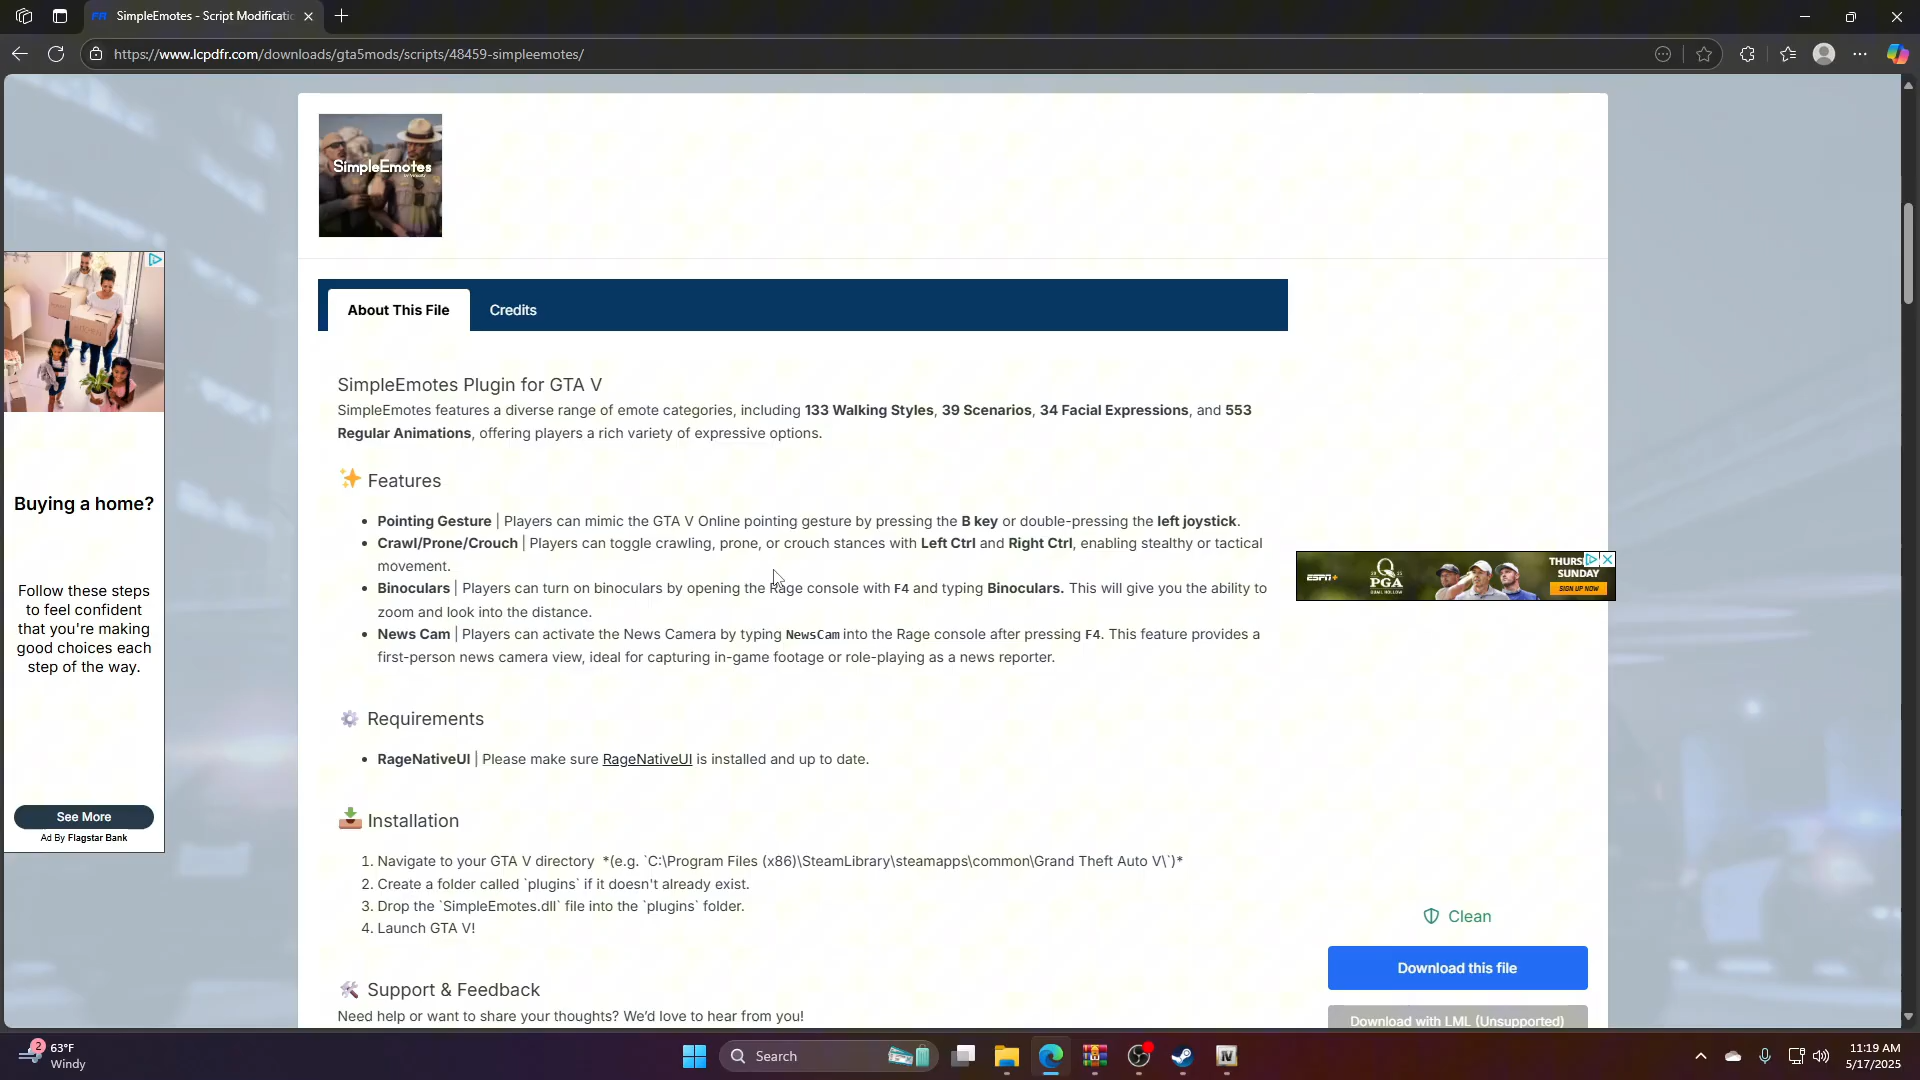 SimpleEmotes - Script Modificatio
https://www.lcpdfr.com/downloads/gta5mods/scripts/48459-simpleemotes/
SimpleEmotes
About This File
Credits
SimpleEmotes Plugin for GTA V
SimpleEmotes features a diverse range of emote categories, including 133 Walking Styles, 39 Scenarios, 34 Facial Expressions, and 553
Regular Animations, offering players a rich variety of expressive options.
Features
• Pointing Gesture | Players can mimic the GTA V Online pointing gesture by pressing the B key or double-pressing the left joystick.
• Crawl/Prone/Crouch | Players can toggle crawling, prone, or crouch stances with Left Ctrl and Right Ctrl, enabling stealthy or tactical
movement.
• Binoculars | Players can turn on binoculars by opening the Rage console with F4 and typing Binoculars. This will give you the ability to
zoom and look into the distance.
• News Cam | Players can activate the News Camera by typing NewsCam into the Rage console after pressing F4. This feature provides a
first-person news camera view, ideal for capturing in-game footage or role-playing as a news reporter.
Requirements
• RageNativeUI | Please make sure RageNativeUI is installed and up to date.
Installation
1. Navigate to your GTA V directory *(e.g. `C:\Program Files (x86)\SteamLibrary\steamapps\common\Grand Theft Auto V\`)*
2. Create a folder called `plugins` if it doesn't already exist.
3. Drop the `SimpleEmotes.dll` file into the `plugins` folder.
4. Launch GTA V!
Support & Feedback
Need help or want to share your thoughts? We'd love to hear from you!
Buying a home?
Follow these steps
to feel confident
that you're making
good choices each
step of the way.
See More
Ad By Flagstar Bank
ESPN+
PGA
THURS
SUNDAY
SIGN UP NOW
Clean
Download this file
Download with LML (Unsupported)
2
63°F
Windy
Search
IV
11:19 AM
5/17/2025